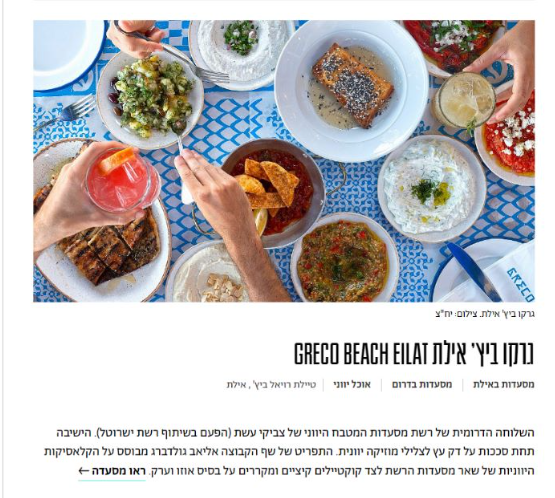 גרקו ביץ' אילת. צילום: יח"צ
גרקו ביץ' אילת GRECO BEACH EILAT
מסעדות באילת | מסעדות בדרום | אוכל יווני | טיילת רויאל ביץ', אילת
השלוחה הדרומית של רשת מסעדות המטבח היווני של צביקי עשת (הפעם בשיתוף רשת ישרוטל). הישיבה
תחת סככות על דק עץ לצלילי מוזיקה יוונית. התפריט של שף הקבוצה אליאב גולדברג מבוסס על הקלאסיקות
היווניות של שאר מסעדות הרשת לצד קוקטיילים קיציים ומקררים על בסיס אוזו וערק. ראו מסעדה ←